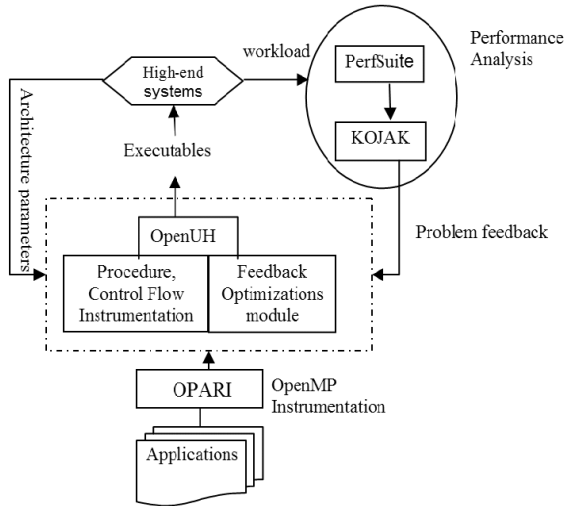 workload
Performance
Analysis
High-end
systems
PerfSuite
KOJAK
Architecture parameters
Executables
Problem feedback
OpenUH
Procedure,
Control Flow
Instrumentation
Feedback
Optimizations
module
OPARI
OpenMP
Instrumentation
Applications